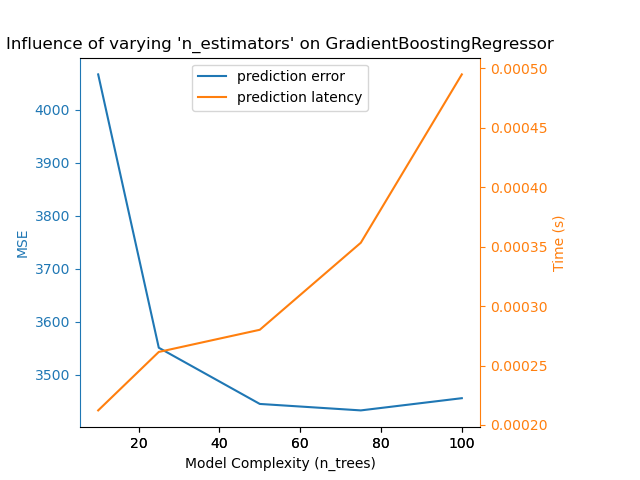 Influence of varying 'n_estimators' on GradientBoostingRegressor
prediction error
prediction latency
MSE
4000
3900
3800
3700
3600
3500
0.00050
0.00045
0.00040
0.00035
0.00030
0.00025
0.00020
Time (s)
20 40 60 80 100
Model Complexity (n_trees)